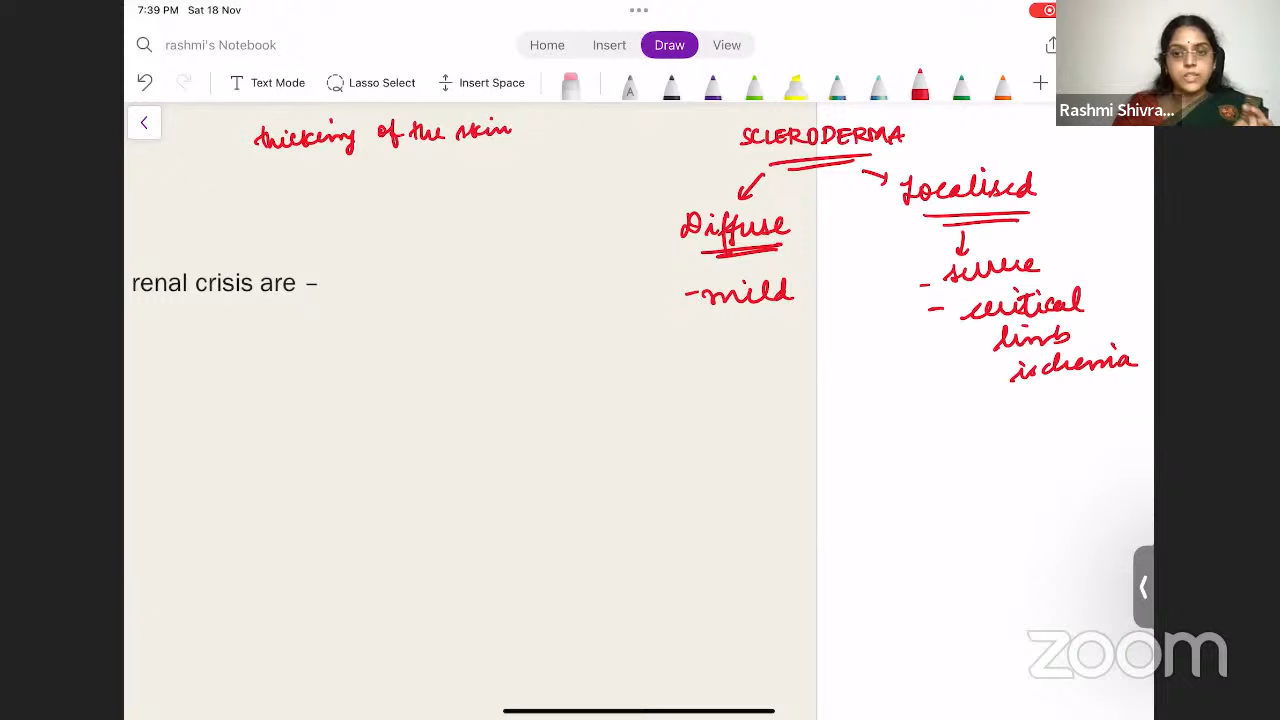 7:39 PM Sat 18 Nov
rashmi's Notebook
Home Insert Draw View
T Text Mode Lasso Select Insert Space
A
Rashmi Shivra...
thicking of the skin
SCLERODERMA
Localised
Diffuse
- severe
- mild
- critical
limb
ischemia
renal crisis are –
zoom